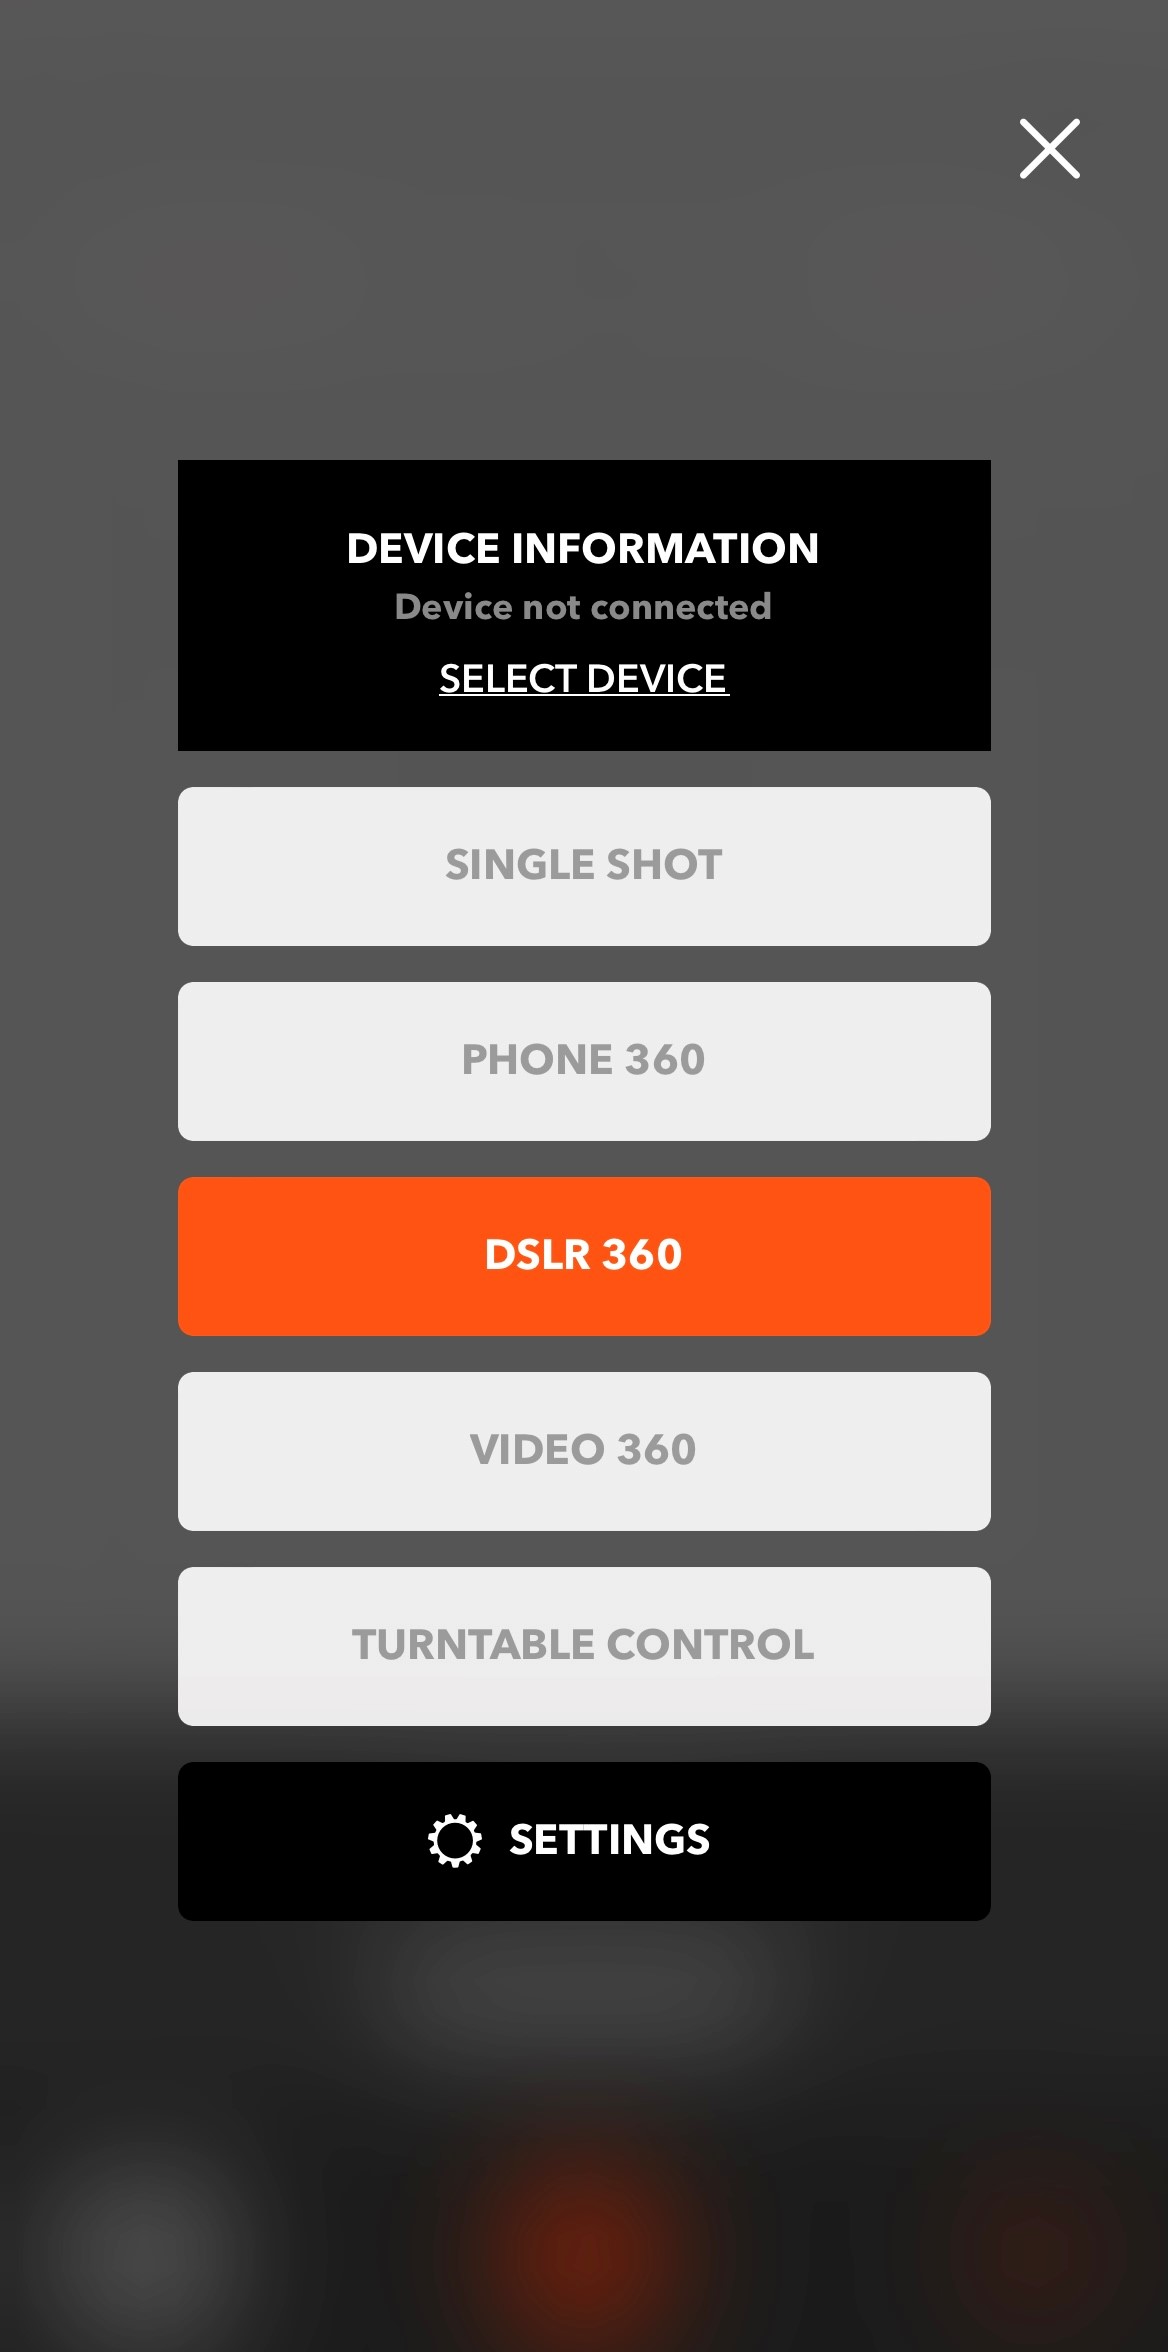 DEVICE INFORMATION
Device not connected
SELECT DEVICE
SINGLE SHOT
PHONE 360
DSLR 360
VIDEO 360
TURNTABLE CONTROL
SETTINGS